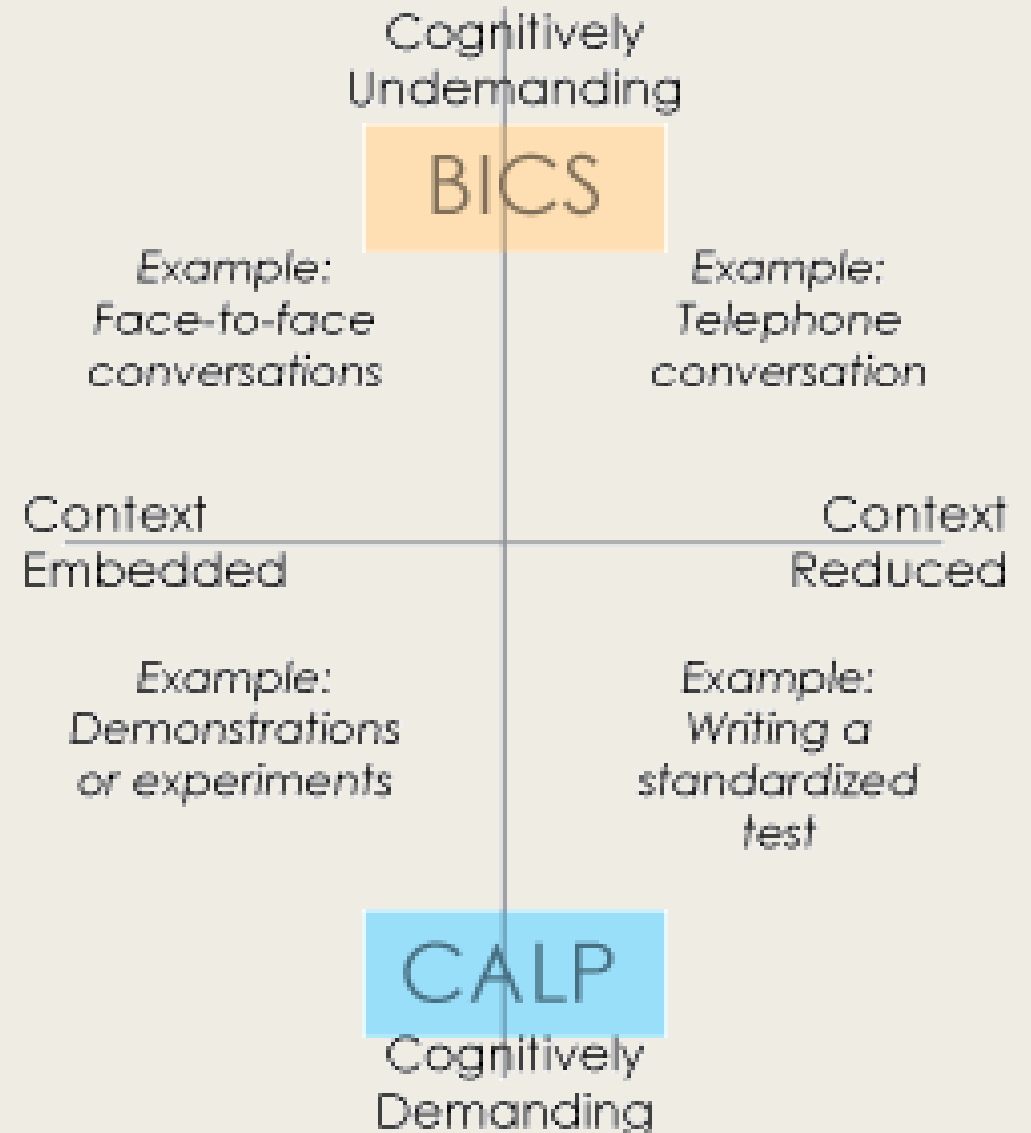 Cognitively
Undemanding
BICS
Example:
Face-to-face
conversations
Example:
Telephone
conversation
Context
Embedded
Context
Reduced
Example:
Demonstrations
or experiments
Example:
Writing a
standardized
test
CALP
Cognitively
Demanding